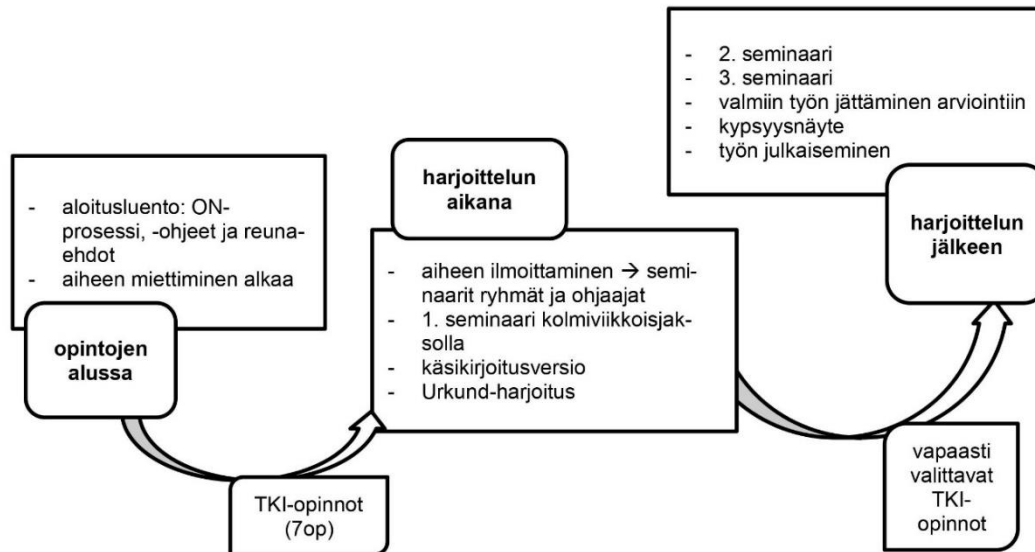 - aloitusluento: ON-
prosessi, -ohjeet ja reuna-
ehdot
- aiheen miettiminen alkaa
opintojen
alussa
TKI-opinnot
(7op)
harjoittelun
aikana
- aiheen ilmoittaminen → semi-
naarit ryhmät ja ohjaajat
- 1. seminaari kolmiviikkoisjak-
solla
- käsikirjoitusversio
- Urkund-harjoitus
- 2. seminaari
- 3. seminaari
- valmiin työn jättäminen arviointiin
- kypsyysnäyte
- työn julkaiseminen
harjoittelun
jälkeen
vapaasti
valittavat
TKI-
opinnot